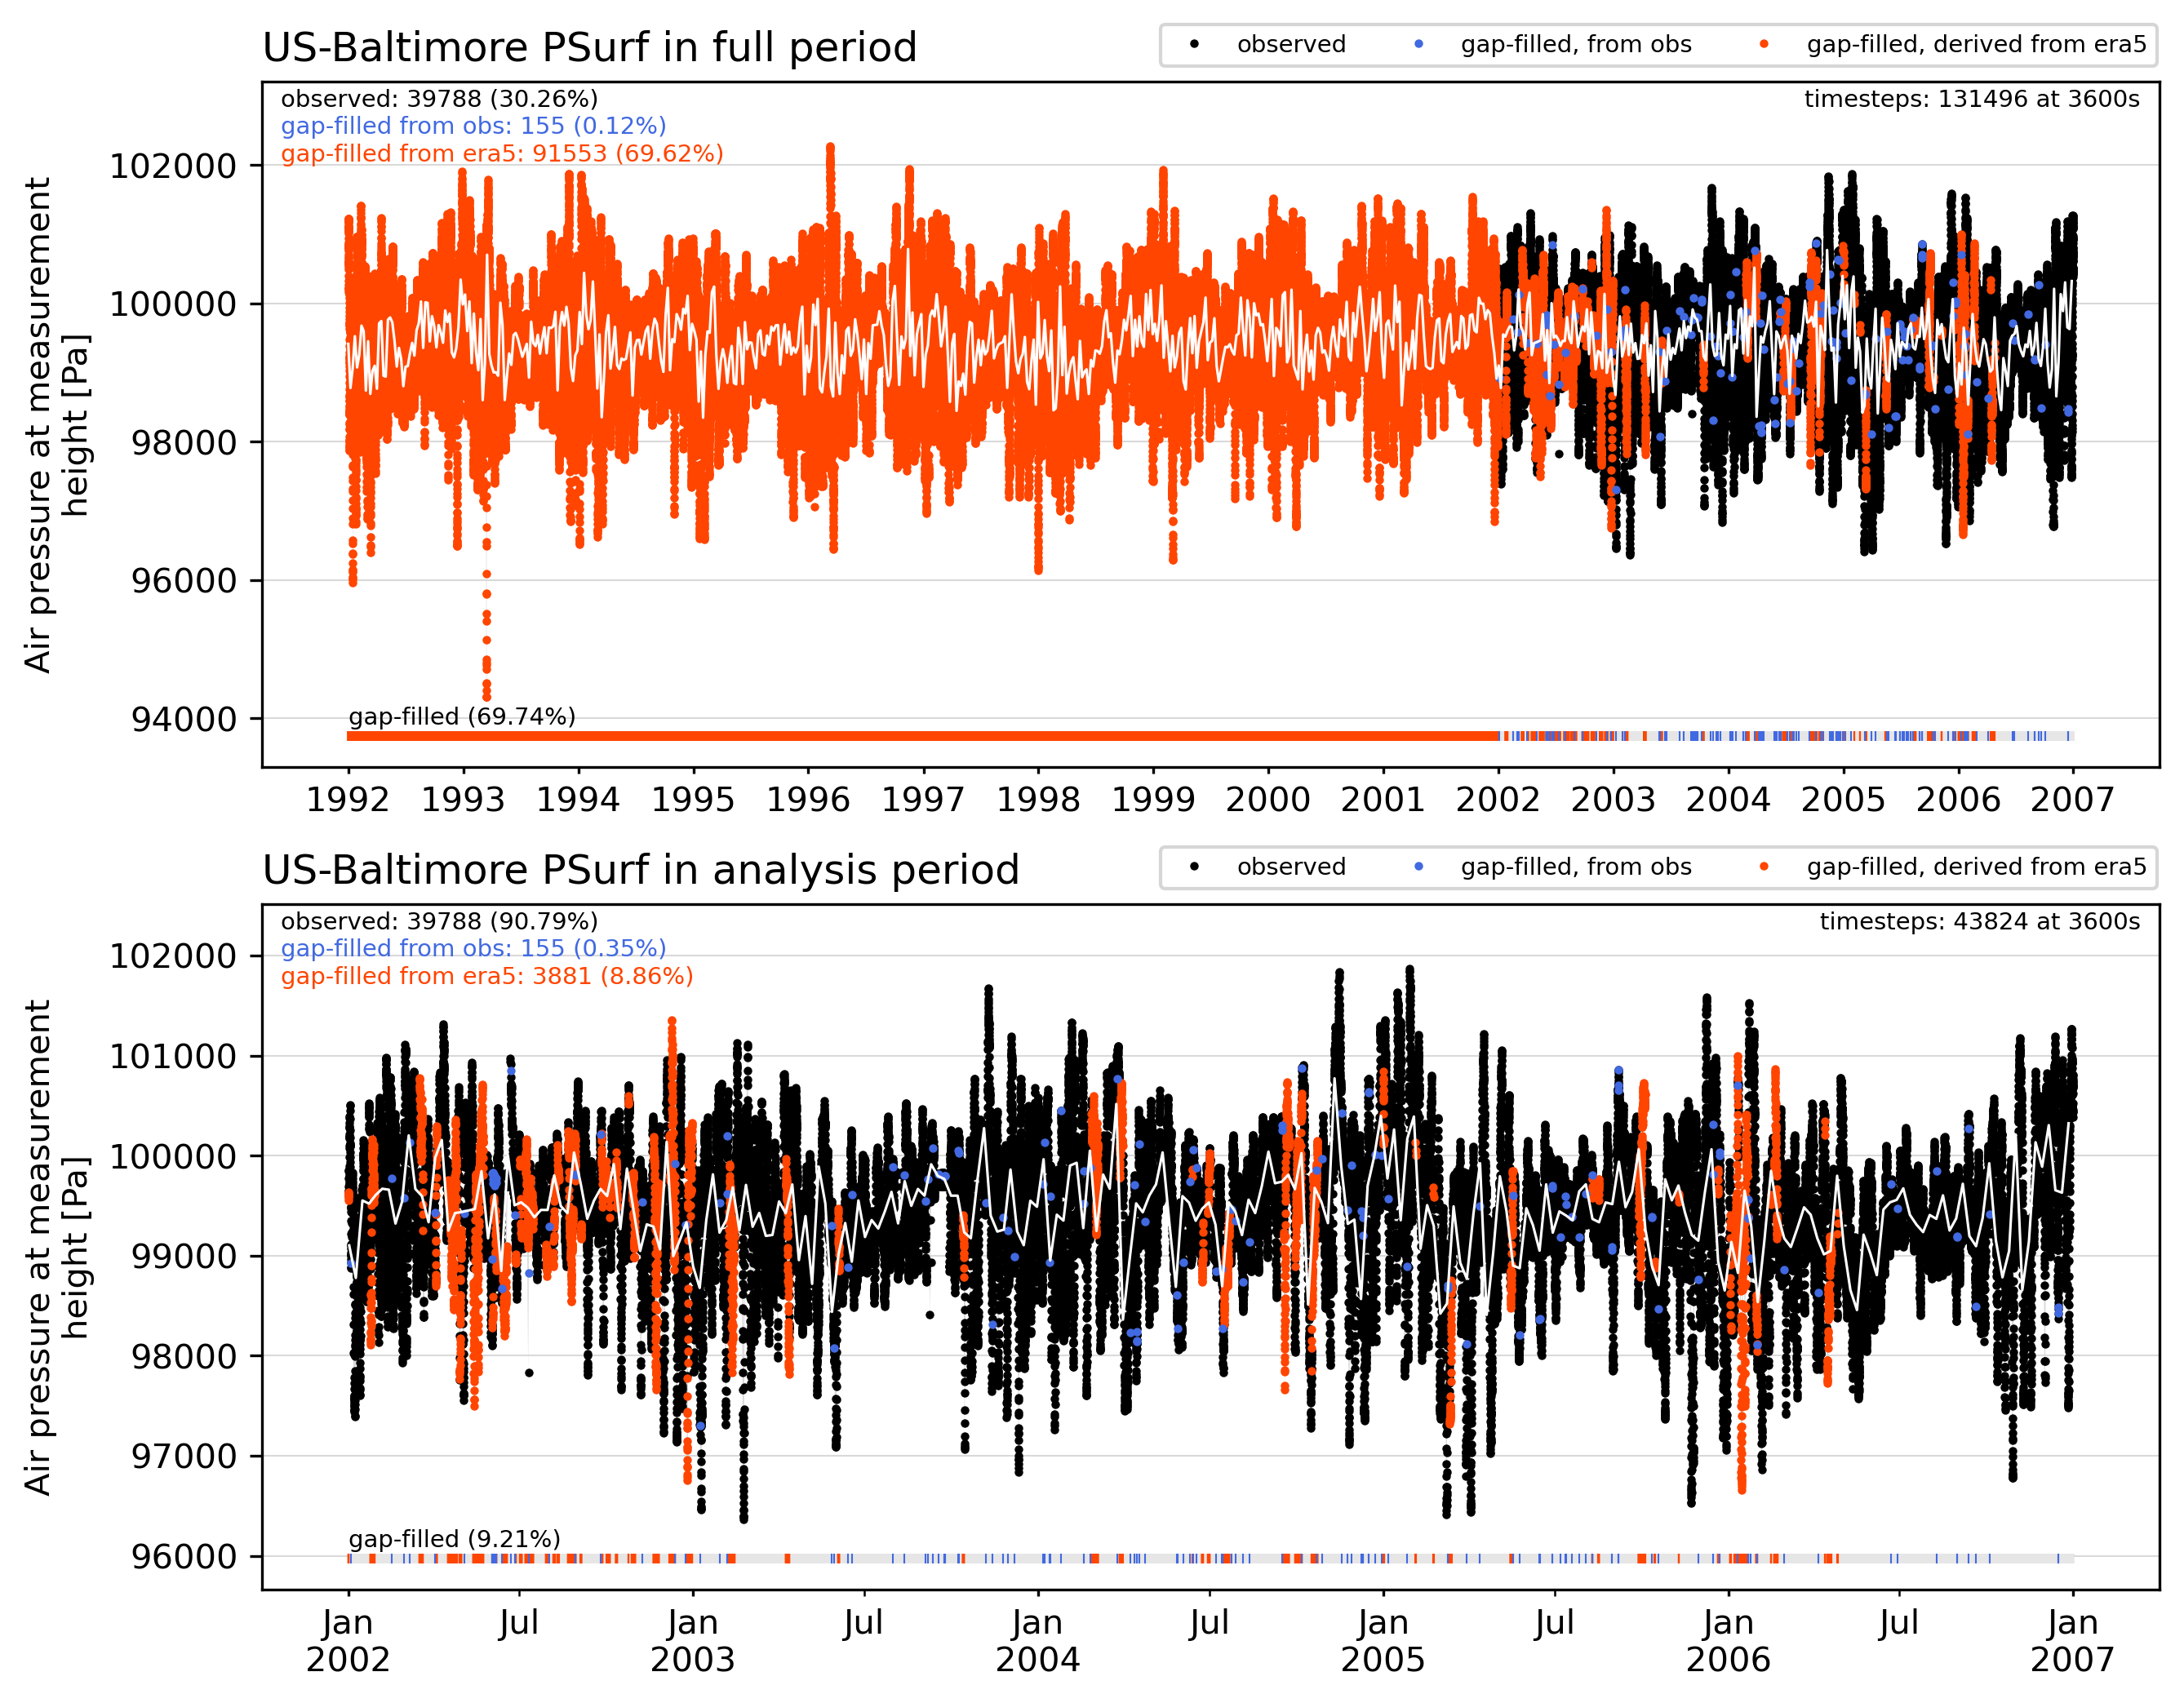 US-Baltimore PSurf in full period
observed
gap-filled, from obs
gap-filled, derived from era5
observed: 39788 (30.26%)
timesteps: 131496 at 3600s
gap-filled from obs: 155 (0.12%)
gap-filled from era5: 91553 (69.62%)
Air pressure at measurement
height [Pa]
102000
100000
98000
96000
94000
gap-filled (69.74%)
1992 1993 1994 1995 1996 1997 1998 1999 2000 2001 2002 2003 2004 2005 2006 2007
US-Baltimore PSurf in analysis period
observed
gap-filled, from obs
gap-filled, derived from era5
observed: 39788 (90.79%)
timesteps: 43824 at 3600s
gap-filled from obs: 155 (0.35%)
gap-filled from era5: 3881 (8.86%)
Air pressure at measurement
height [Pa]
102000
101000
100000
99000
98000
97000
96000
gap-filled (9.21%)
Jan Jul Jan Jul Jan Jul Jan Jul Jan Jul Jan
2002 2003 2004 2005 2006 2007